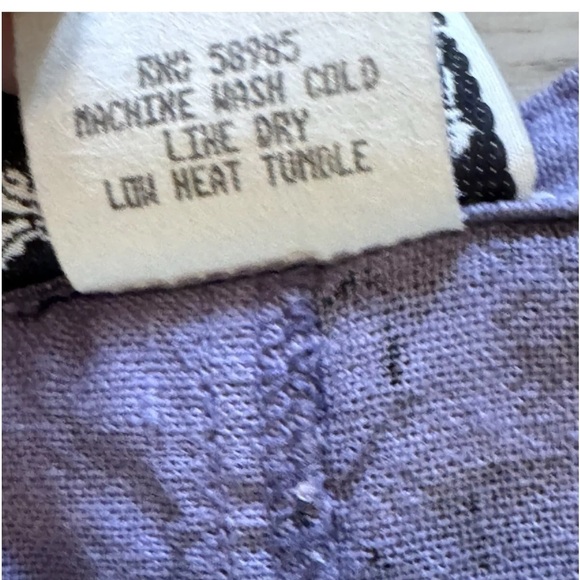 RN# 58985
MACHINE WASH COLD
LINE DRY
LOW HEAT TUMBLE